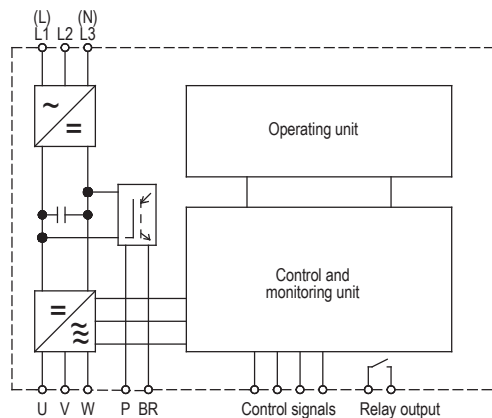 (L) (N)
L1 L2 L3
~
=
Operating unit
Control and
monitoring unit
=
≈
U V W P BR Control signals Relay output